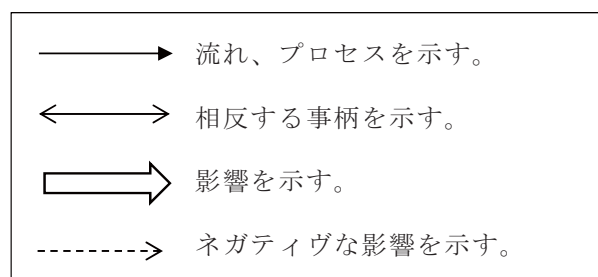 流れ、プロセスを示す。
相反する事柄を示す。
影響を示す。
ネガティヴな影響を示す。